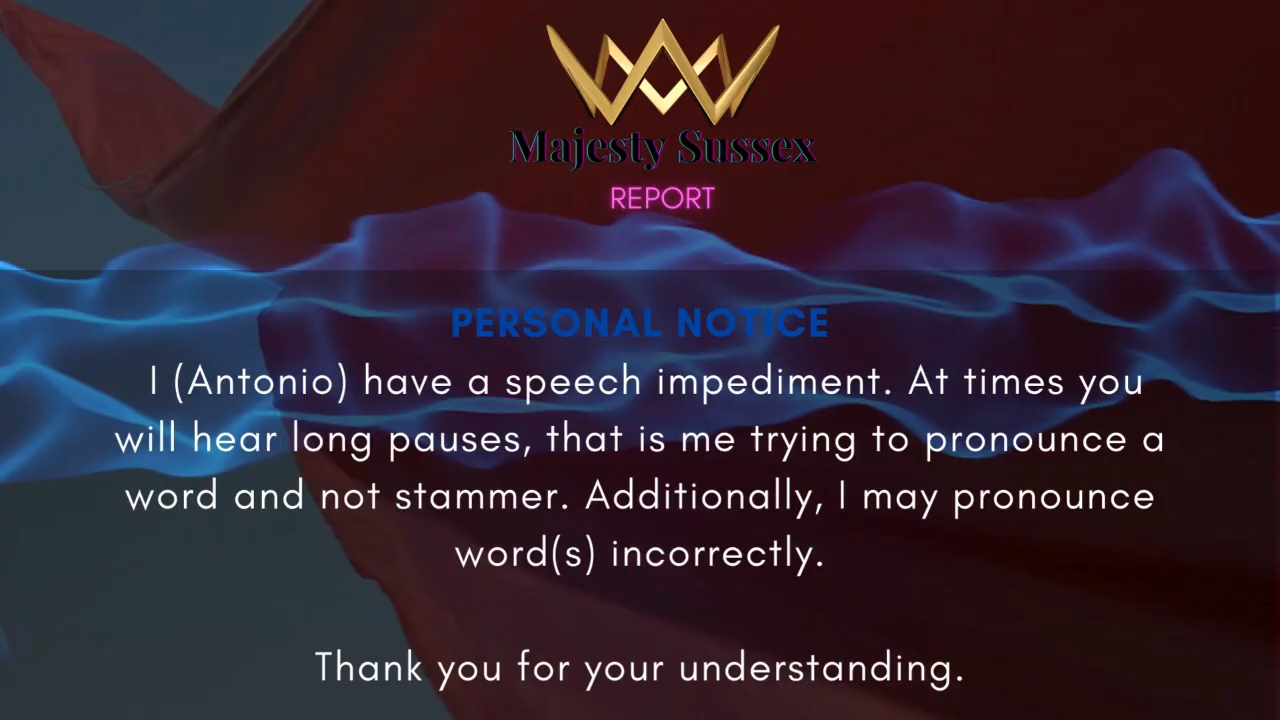 Majesty Sussex
REPORT
PERSONAL NOTICE
I (Antonio) have a speech impediment. At times you
will hear long pauses, that is me trying to pronounce a
word and not stammer. Additionally, I may pronounce
word(s) incorrectly.
Thank you for your understanding.